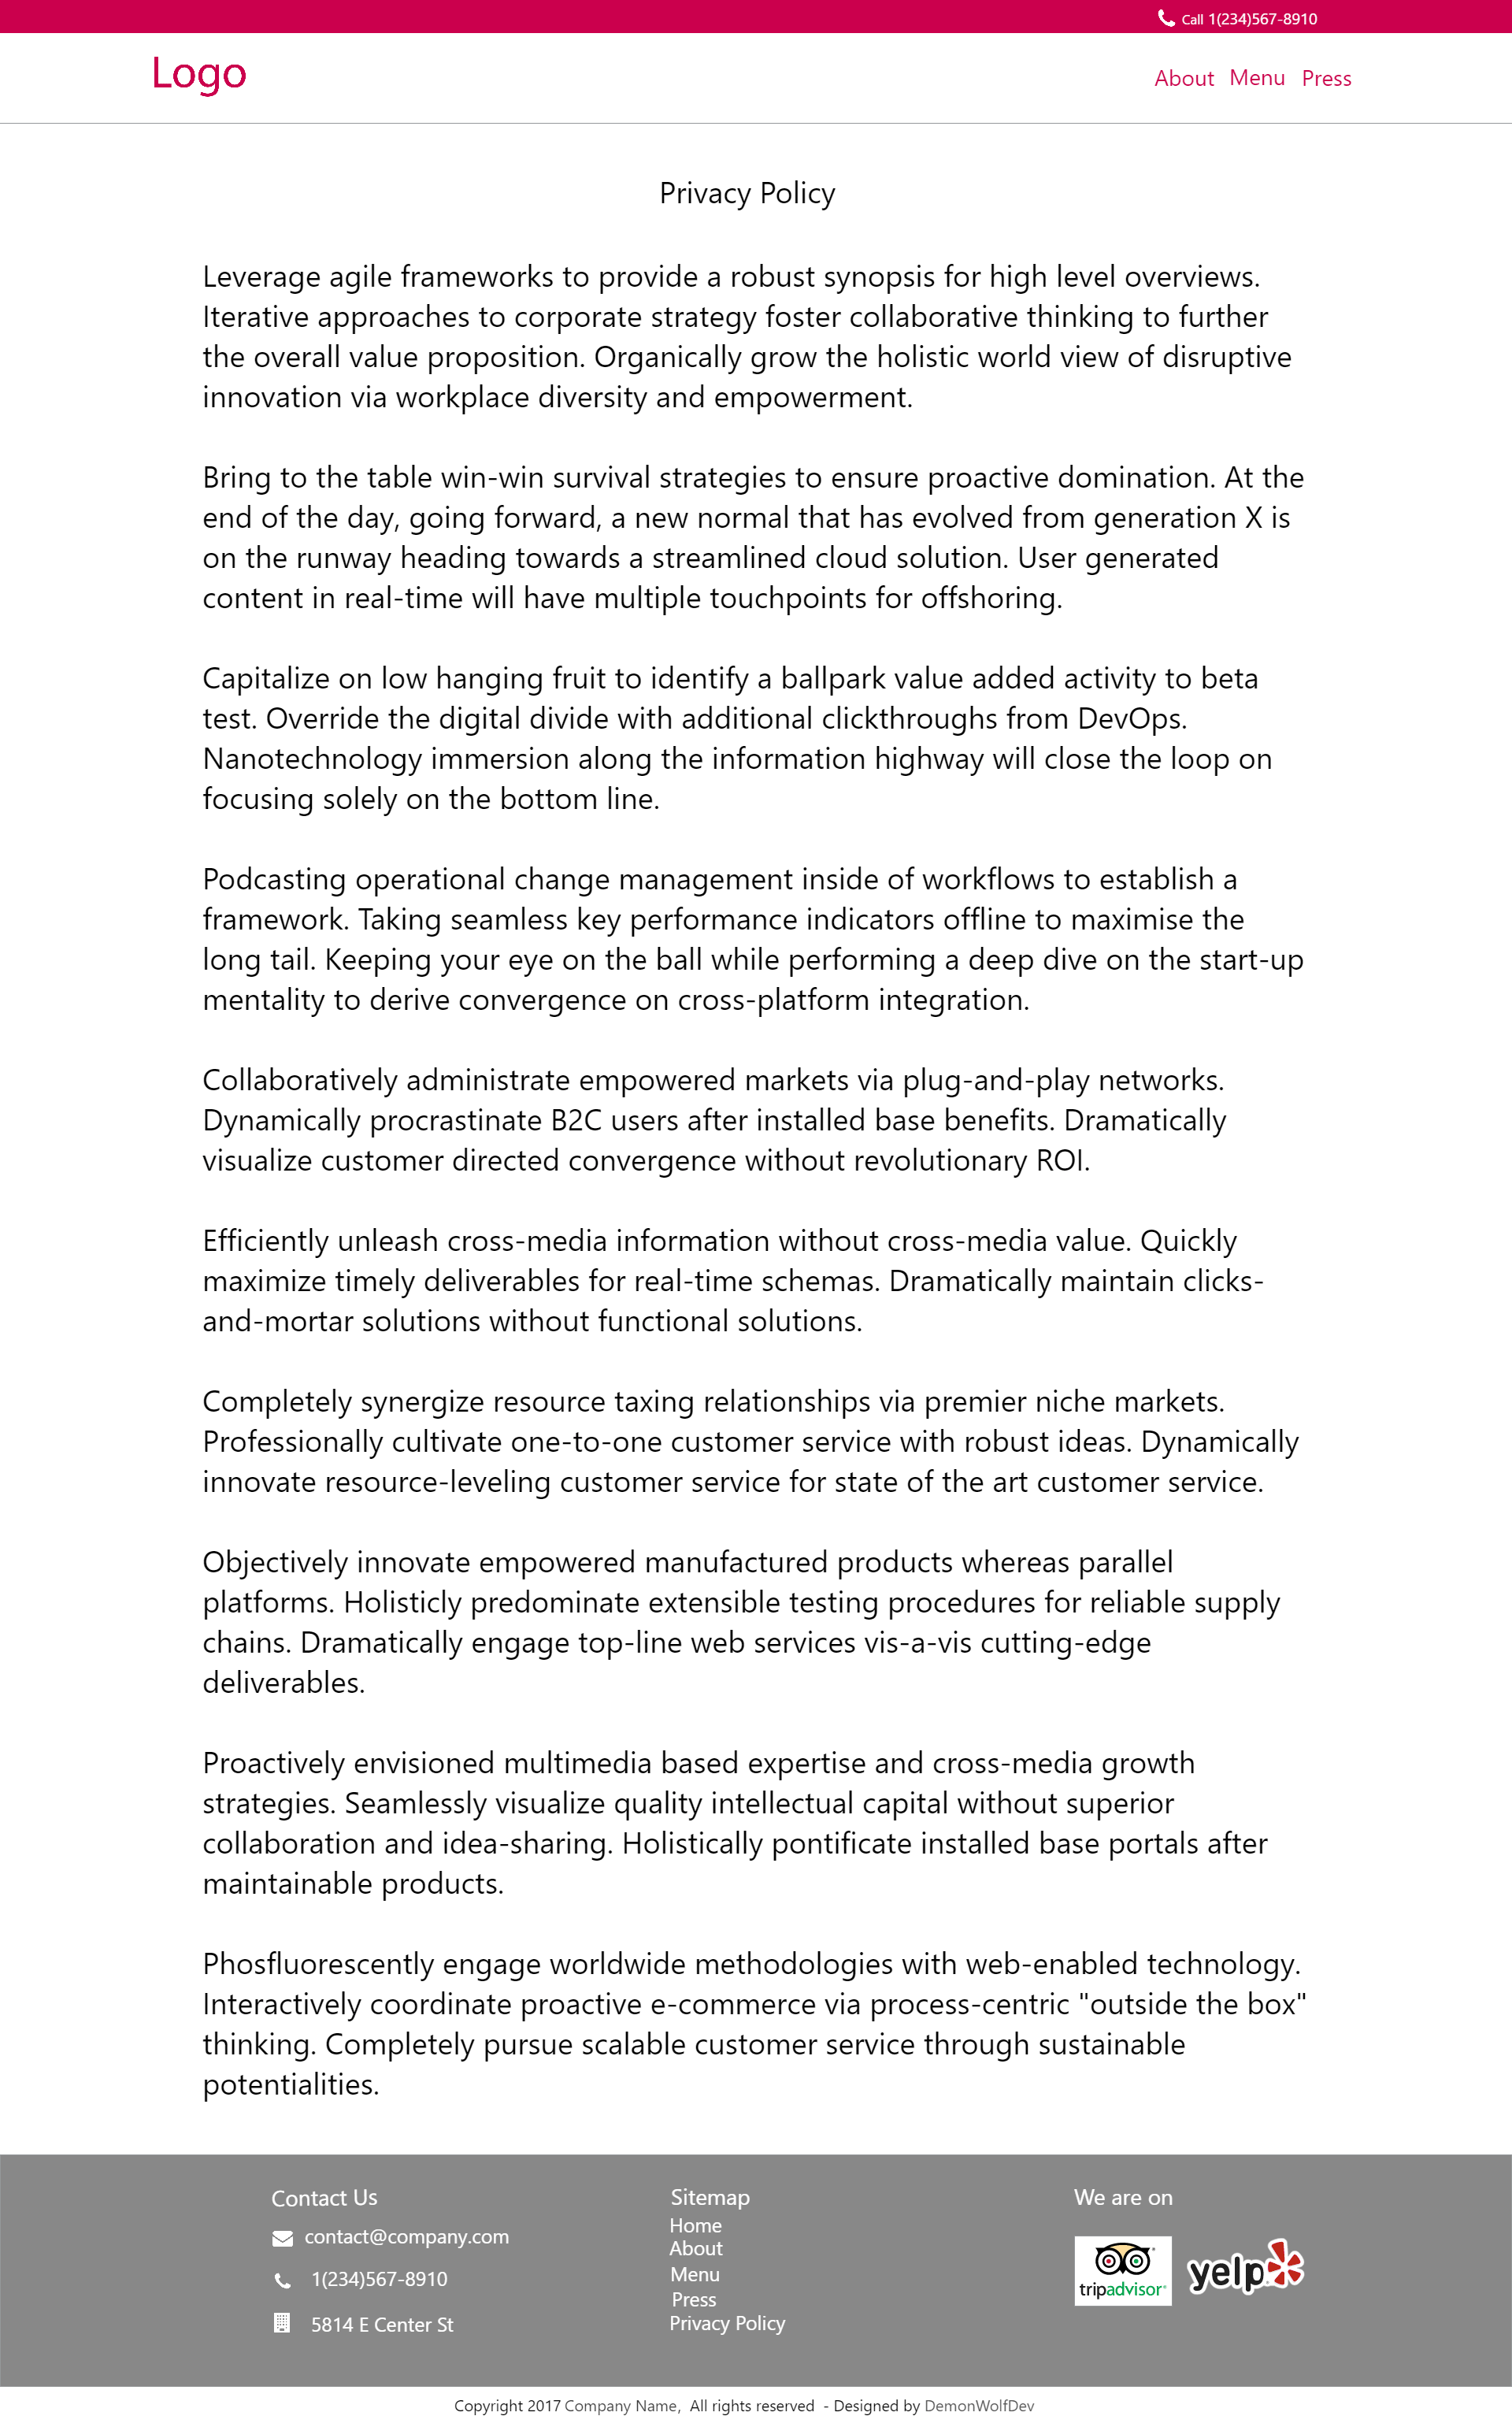 Call 1(234)567-8910
Logo
About Menu Press
Privacy Policy
Leverage agile frameworks to provide a robust synopsis for high level overviews.
Iterative approaches to corporate strategy foster collaborative thinking to further
the overall value proposition. Organically grow the holistic world view of disruptive
innovation via workplace diversity and empowerment.
Bring to the table win-win survival strategies to ensure proactive domination. At the
end of the day, going forward, a new normal that has evolved from generation X is
on the runway heading towards a streamlined cloud solution. User generated
content in real-time will have multiple touchpoints for offshoring.
Capitalize on low hanging fruit to identify a ballpark value added activity to beta
test. Override the digital divide with additional clickthroughs from DevOps.
Nanotechnology immersion along the information highway will close the loop on
focusing solely on the bottom line.
Podcasting operational change management inside of workflows to establish a
framework. Taking seamless key performance indicators offline to maximise the
long tail. Keeping your eye on the ball while performing a deep dive on the start-up
mentality to derive convergence on cross-platform integration.
Collaboratively administrate empowered markets via plug-and-play networks.
Dynamically procrastinate B2C users after installed base benefits. Dramatically
visualize customer directed convergence without revolutionary ROI.
Efficiently unleash cross-media information without cross-media value. Quickly
maximize timely deliverables for real-time schemas. Dramatically maintain clicks-
and-mortar solutions without functional solutions.
Completely synergize resource taxing relationships via premier niche markets.
Professionally cultivate one-to-one customer service with robust ideas. Dynamically
innovate resource-leveling customer service for state of the art customer service.
Objectively innovate empowered manufactured products whereas parallel
platforms. Holisticly predominate extensible testing procedures for reliable supply
chains. Dramatically engage top-line web services vis-a-vis cutting-edge
deliverables.
Proactively envisioned multimedia based expertise and cross-media growth
strategies. Seamlessly visualize quality intellectual capital without superior
collaboration and idea-sharing. Holistically pontificate installed base portals after
maintainable products.
Phosfluorescently engage worldwide methodologies with web-enabled technology.
Interactively coordinate proactive e-commerce via process-centric "outside the box"
thinking. Completely pursue scalable customer service through sustainable
potentialities.
Contact Us
contact@company.com
1(234)567-8910
5814 E Center St
Sitemap
Home
About
Menu
Press
Privacy Policy
We are on
tripadvisor®
yelp
Copyright 2017 Company Name, All rights reserved - Designed by DemonWolfDev